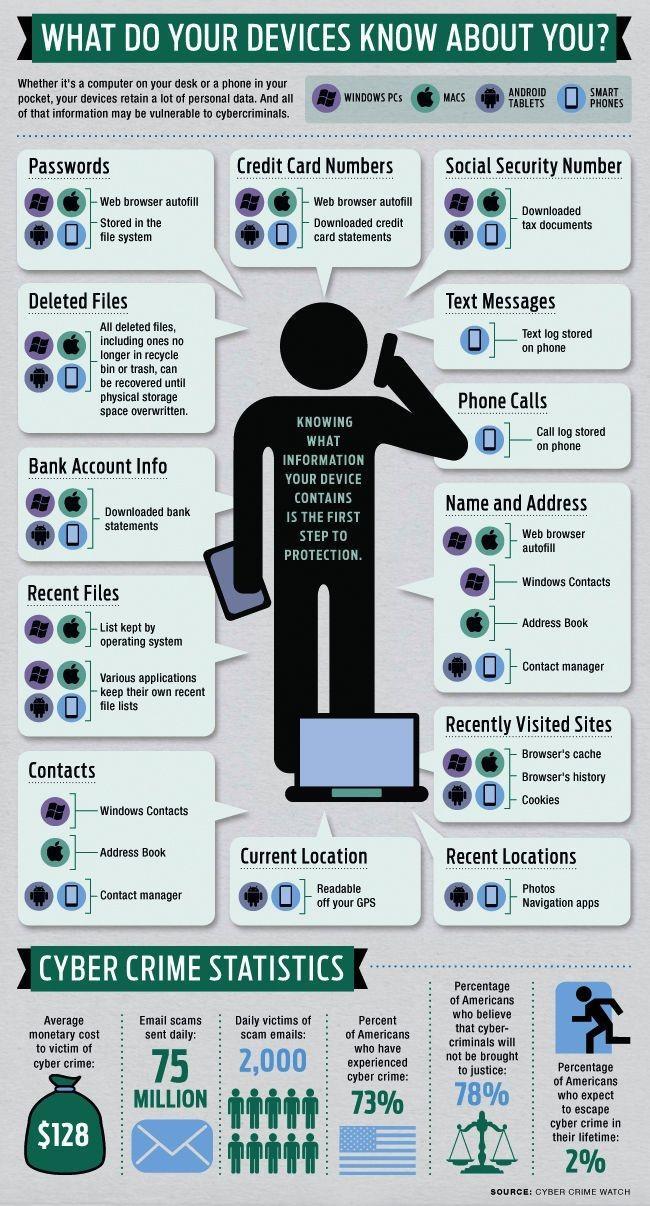 WHAT DO YOUR DEVICES KNOW ABOUT YOU?
Whether it's a computer on your desk or a phone in your
pocket, your devices retain a lot of personal data. And all
of that information may be vulnerable to cybercriminals.
WINDOWS PCs
MACS
ANDROID
TABLETS
SMART
PHONES
Passwords
Web browser autofill
Stored in the
file system
Credit Card Numbers
Web browser autofill
Downloaded credit
card statements
Social Security Number
Downloaded
tax documents
Deleted Files
All deleted files,
including ones no
longer in recycle
bin or trash, can
be recovered until
physical storage
space overwritten.
Text Messages
Text log stored
on phone
Phone Calls
Call log stored
on phone
KNOWING
WHAT
INFORMATION
YOUR DEVICE
CONTAINS
IS THE FIRST
STEP TO
PROTECTION.
Bank Account Info
Downloaded bank
statements
Name and Address
Web browser
autofill
Windows Contacts
Address Book
Contact manager
Recent Files
List kept by
operating system
Various applications
keep their own recent
file lists
Recently Visited Sites
Browser's cache
Browser's history
Cookies
Contacts
Windows Contacts
Address Book
Contact manager
Current Location
Readable
off your GPS
Recent Locations
Photos
Navigation apps
CYBER CRIME STATISTICS
Average
monetary cost
to victim of
cyber crime:
$128
Email scams
sent daily:
75
MILLION
Daily victims of
scam emails:
2,000
Percent
of Americans
who have
experienced
cyber crime:
73%
Percentage
of Americans
who believe
that cyber-
criminals will
not be brought
to justice:
78%
Percentage
of Americans
who expect
to escape
cyber crime in
their lifetime:
2%
SOURCE: CYBER CRIME WATCH